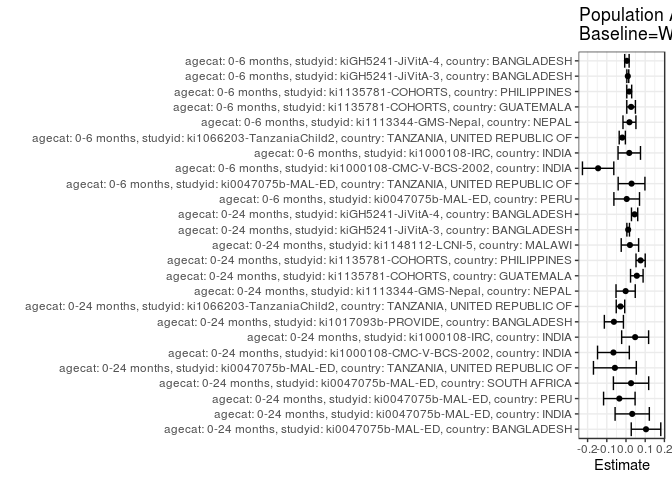 Population
Baseline=W
agecat: 0-6 months, studyid: kiGH5241-JiVitA-4, country: BANGLADESH
agecat: 0-6 months, studyid: kiGH5241-JiVitA-3, country: BANGLADESH
agecat: 0-6 months, studyid: ki1135781-COHORTS, country: PHILIPPINES
agecat: 0-6 months, studyid: ki1135781-COHORTS, country: GUATEMALA
agecat: 0-6 months, studyid: ki1113344-GMS-Nepal, country: NEPAL
agecat: 0-6 months, studyid: ki1066203-TanzaniaChild2, country: TANZANIA, UNITED REPUBLIC OF
agecat: 0-6 months, studyid: ki1000108-IRC, country: INDIA
agecat: 0-6 months, studyid: ki1000108-CMC-V-BCS-2002, country: INDIA
agecat: 0-6 months, studyid: ki0047075b-MAL-ED, country: TANZANIA, UNITED REPUBLIC OF
agecat: 0-6 months, studyid: ki0047075b-MAL-ED, country: PERU
agecat: 0-24 months, studyid: kiGH5241-JiVitA-4, country: BANGLADESH
agecat: 0-24 months, studyid: kiGH5241-JiVitA-3, country: BANGLADESH
agecat: 0-24 months, studyid: ki1148112-LCNI-5, country: MALAWI
agecat: 0-24 months, studyid: ki1135781-COHORTS, country: PHILIPPINES
agecat: 0-24 months, studyid: ki1135781-COHORTS, country: GUATEMALA
agecat: 0-24 months, studyid: ki1113344-GMS-Nepal, country: NEPAL
agecat: 0-24 months, studyid: ki1066203-TanzaniaChild2, country: TANZANIA, UNITED REPUBLIC OF
agecat: 0-24 months, studyid: ki1017093b-PROVIDE, country: BANGLADESH
agecat: 0-24 months, studyid: ki1000108-IRC, country: INDIA
agecat: 0-24 months, studyid: ki1000108-CMC-V-BCS-2002, country: INDIA
agecat: 0-24 months, studyid: ki0047075b-MAL-ED, country: TANZANIA, UNITED REPUBLIC OF
agecat: 0-24 months, studyid: ki0047075b-MAL-ED, country: SOUTH AFRICA
agecat: 0-24 months, studyid: ki0047075b-MAL-ED, country: PERU
agecat: 0-24 months, studyid: ki0047075b-MAL-ED, country: INDIA
agecat: 0-24 months, studyid: ki0047075b-MAL-ED, country: BANGLADESH
-0.2 -0.1 0.0 0.1 0.2
Estimate